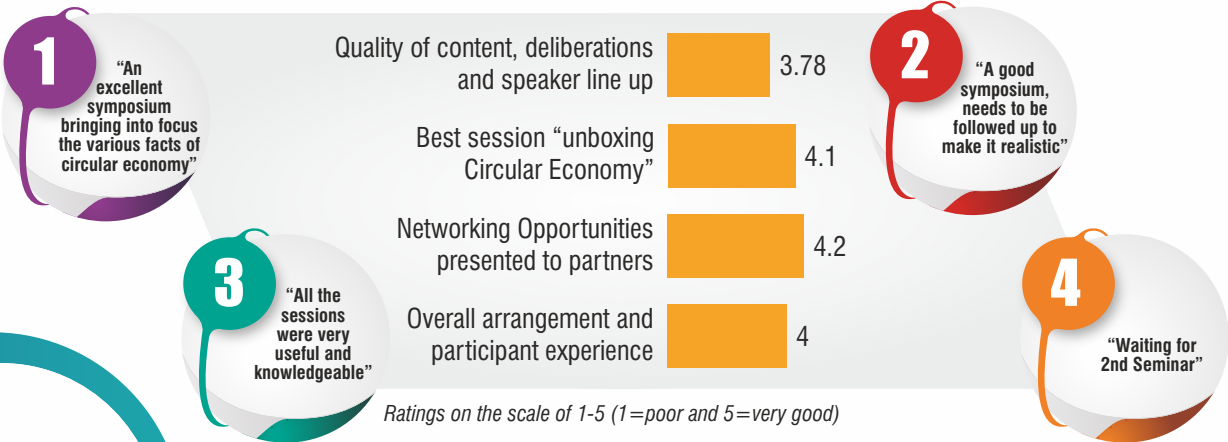 1
“An
excellent
symposium
bringing into focus
the various facts of
circular economy”
Quality of content, deliberations
and speaker line up
3.78
Best session “unboxing
Circular Economy”
4.1
Networking Opportunities
presented to partners
4.2
Overall arrangement and
participant experience
4
Ratings on the scale of 1-5 (1=poor and 5=very good)
2
“A good
symposium,
needs to be
followed up to
make it realistic”
3
“All the
sessions
were very
useful and
knowledgeable”
4
“Waiting for
2nd Seminar”